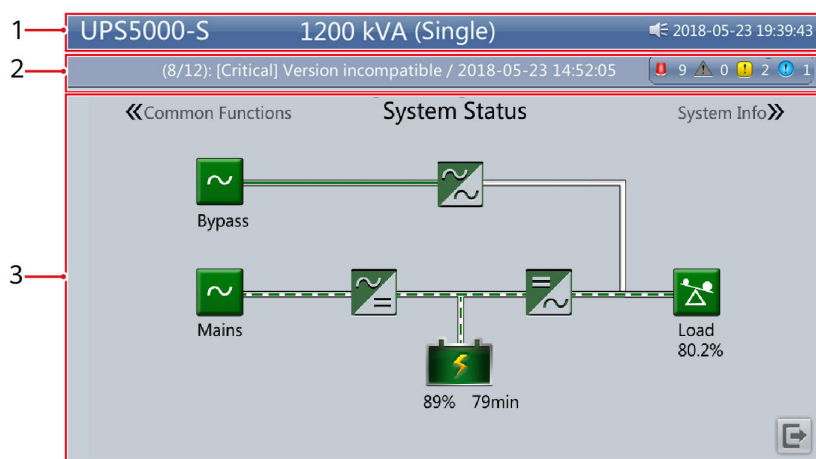 1
UPS5000-S 1200 kVA (Single) 2018-05-23 19:39:43
2
(8/12): [Critical] Version incompatible / 2018-05-23 14:52:05 9 0 2 1
Common Functions System Status System Info
Bypass
3
Mains
Load
80.2%
89% 79min